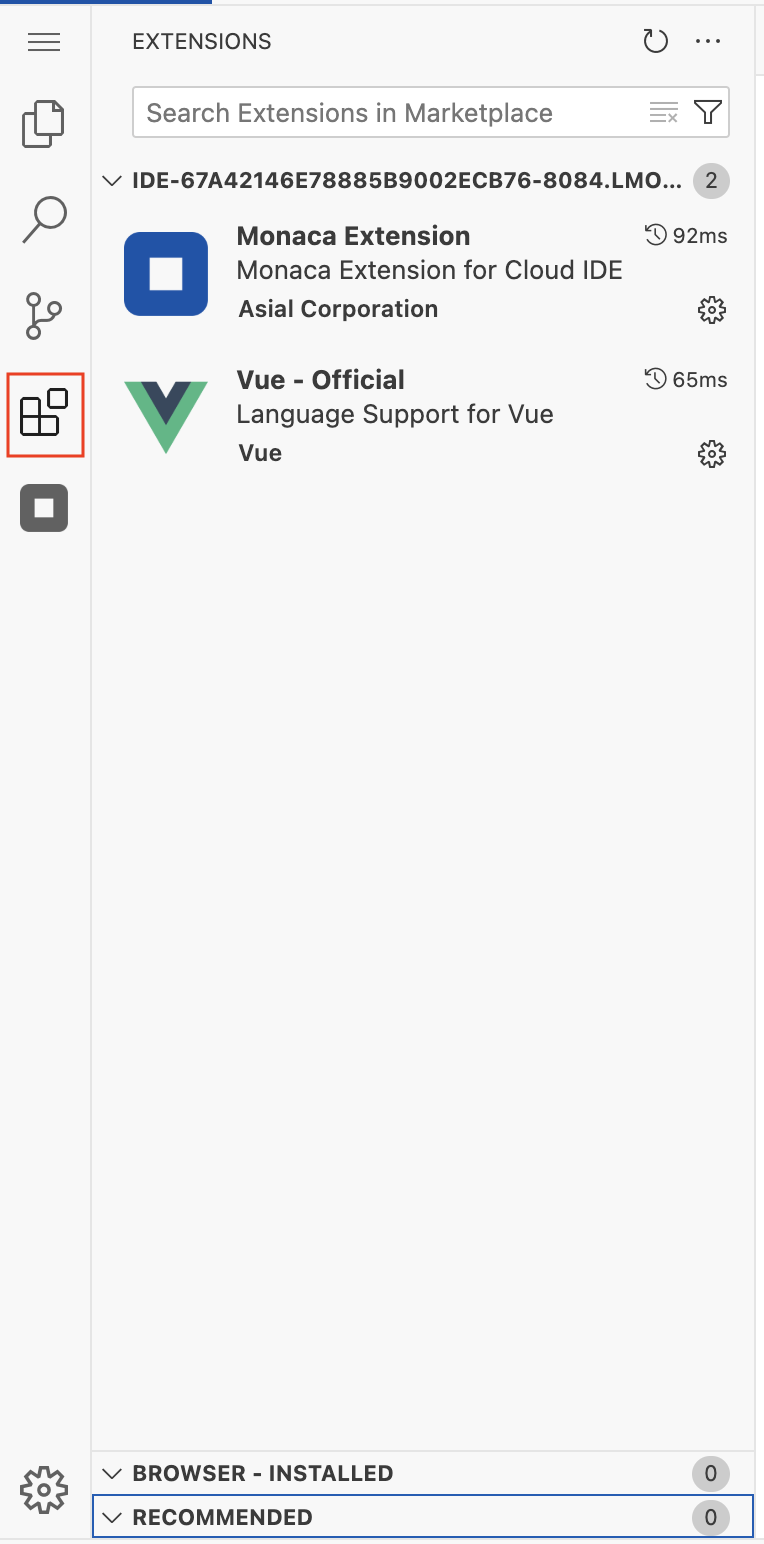 EXTENSIONS
Search Extensions in Marketplace
IDE-67A42146E78885B9002ECB76-8084.LMO... 2
Monaca Extension 92ms
Monaca Extension for Cloud IDE
Asial Corporation
Vue - Official 65ms
Language Support for Vue
Vue
BROWSER - INSTALLED 0
RECOMMENDED 0